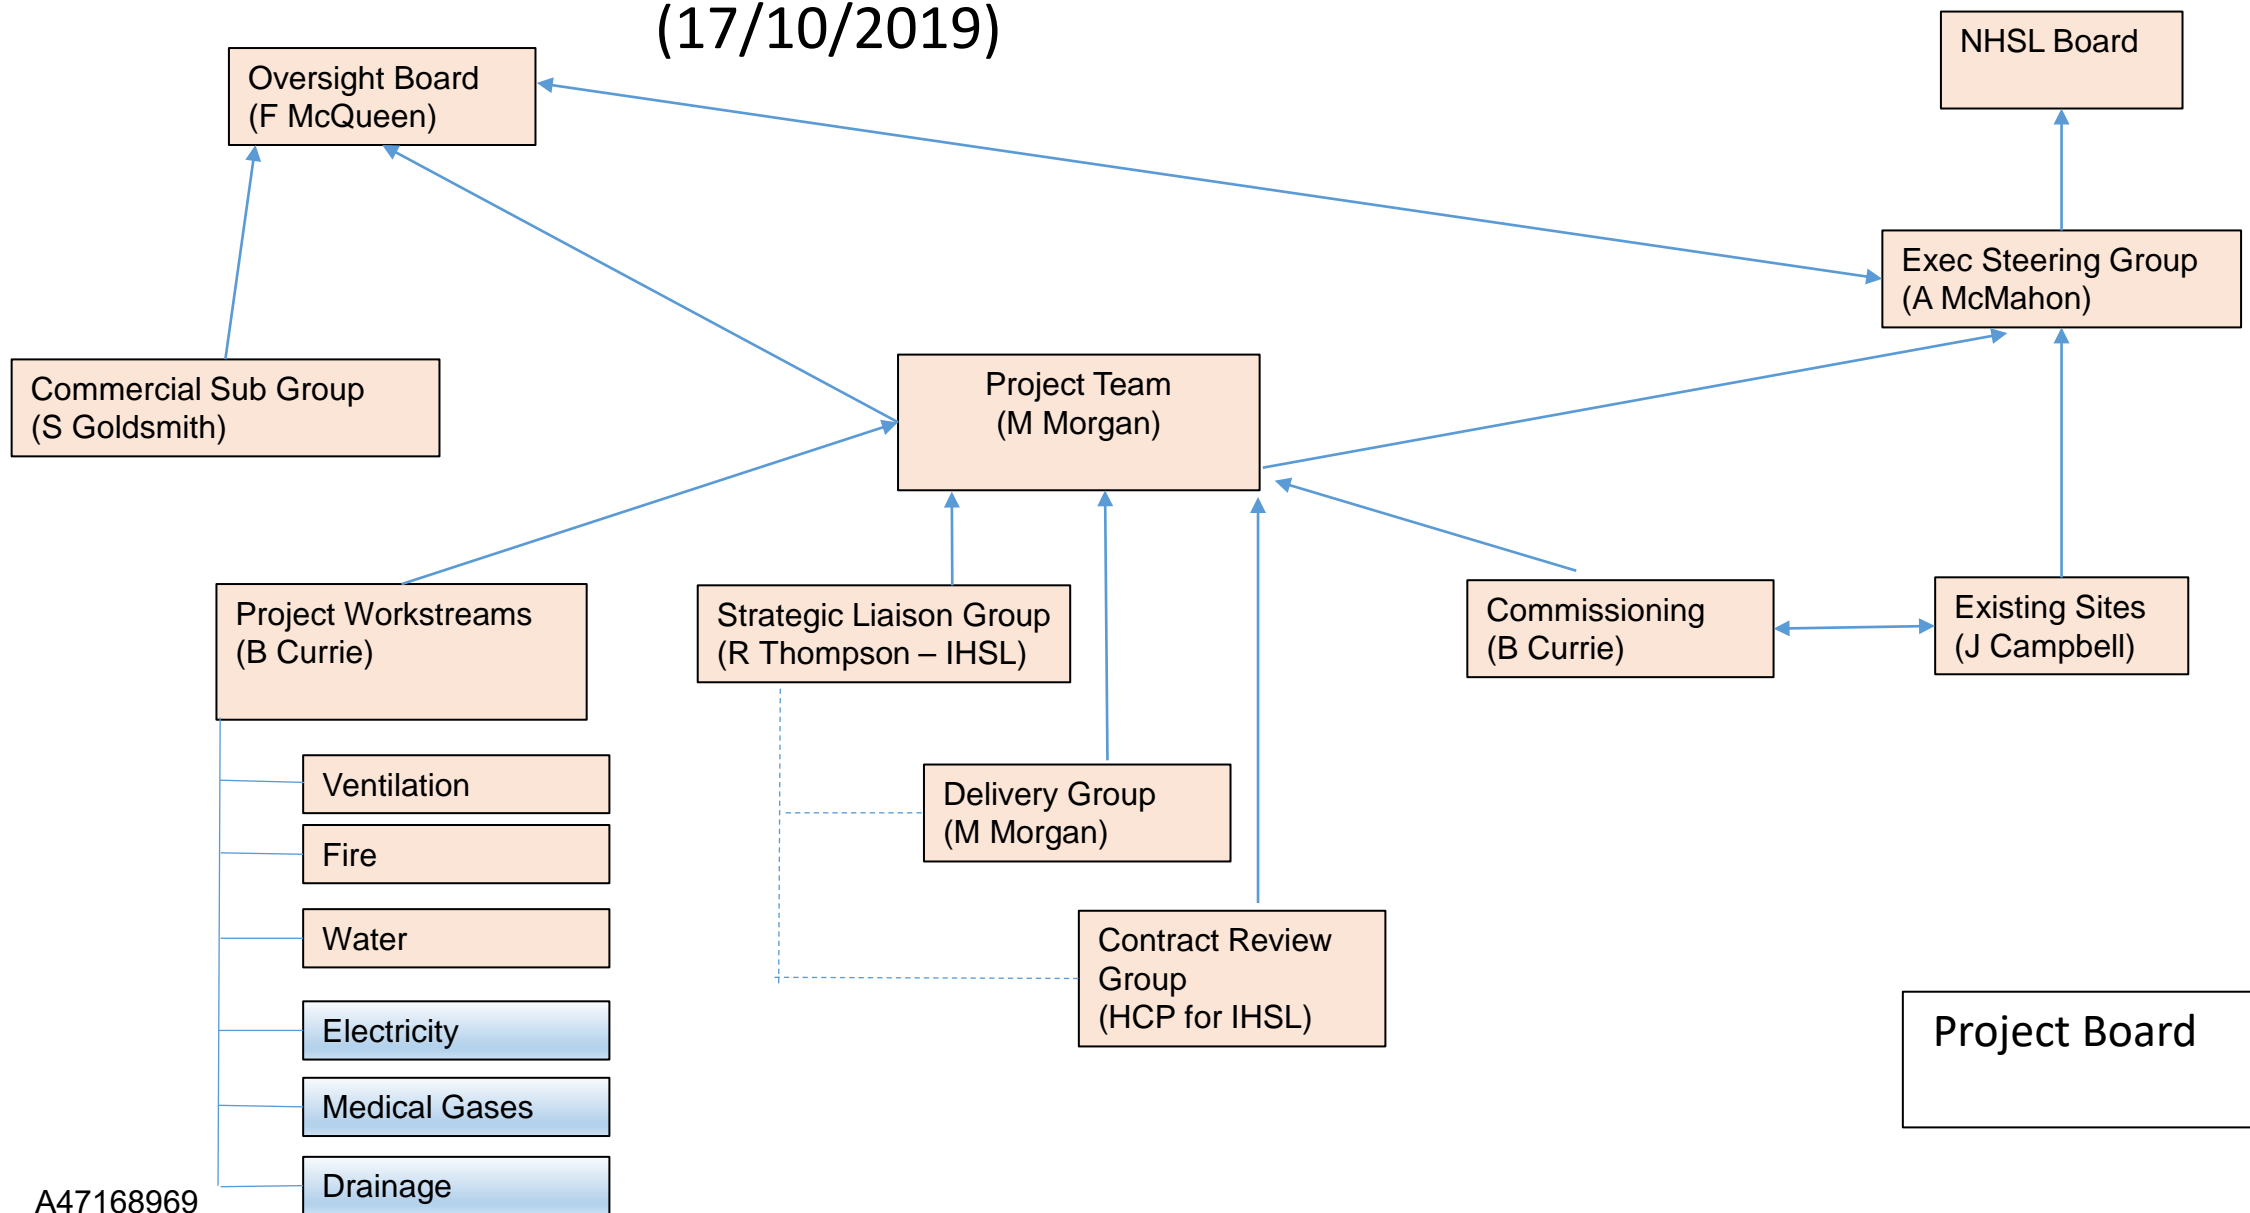 (17/10/2019)
NHSL Board
Oversight Board
(F McQueen)
Exec Steering Group
(A McMahon)
Commercial Sub Group
(S Goldsmith)
Project Team
(M Morgan)
Project Workstreams
(B Currie)
Strategic Liaison Group
(R Thompson – IHSL)
Commissioning
(B Currie)
Existing Sites
(J Campbell)
Ventilation
Fire
Water
Electricity
Medical Gases
Drainage
Delivery Group
(M Morgan)
Contract Review
Group
(HCP for IHSL)
Project Board
A47168969